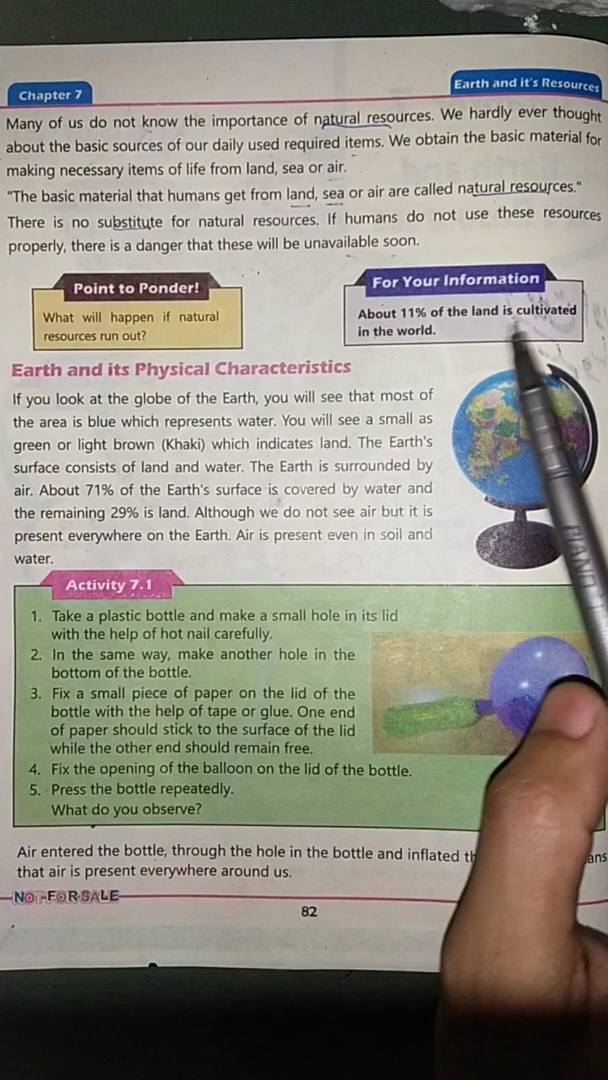 Chapter 7
Earth and it's Resources
Many of us do not know the importance of natural resources. We hardly ever thought
about the basic sources of our daily used required items. We obtain the basic material for
making necessary items of life from land, sea or air.
"The basic material that humans get from land, sea or air are called natural resources."
There is no substitute for natural resources. If humans do not use these resources
properly, there is a danger that these will be unavailable soon.
Point to Ponder!
What will happen if natural
resources run out?
For Your Information
About 11% of the land is cultivated
in the world.
Earth and its Physical Characteristics
If you look at the globe of the Earth, you will see that most of
the area is blue which represents water. You will see a small as
green or light brown (Khaki) which indicates land. The Earth's
surface consists of land and water. The Earth is surrounded by
air. About 71% of the Earth's surface is covered by water and
the remaining 29% is land. Although we do not see air but it is
present everywhere on the Earth. Air is present even in soil and
water.
Activity 7.1
1. Take a plastic bottle and make a small hole in its lid
with the help of hot nail carefully.
2. In the same way, make another hole in the
bottom of the bottle.
3. Fix a small piece of paper on the lid of the
bottle with the help of tape or glue. One end
of paper should stick to the surface of the lid
while the other end should remain free.
4. Fix the opening of the balloon on the lid of the bottle.
5. Press the bottle repeatedly.
What do you observe?
Air entered the bottle, through the hole in the bottle and inflated
that air is present everywhere around us.
NOT FOR SALE
82